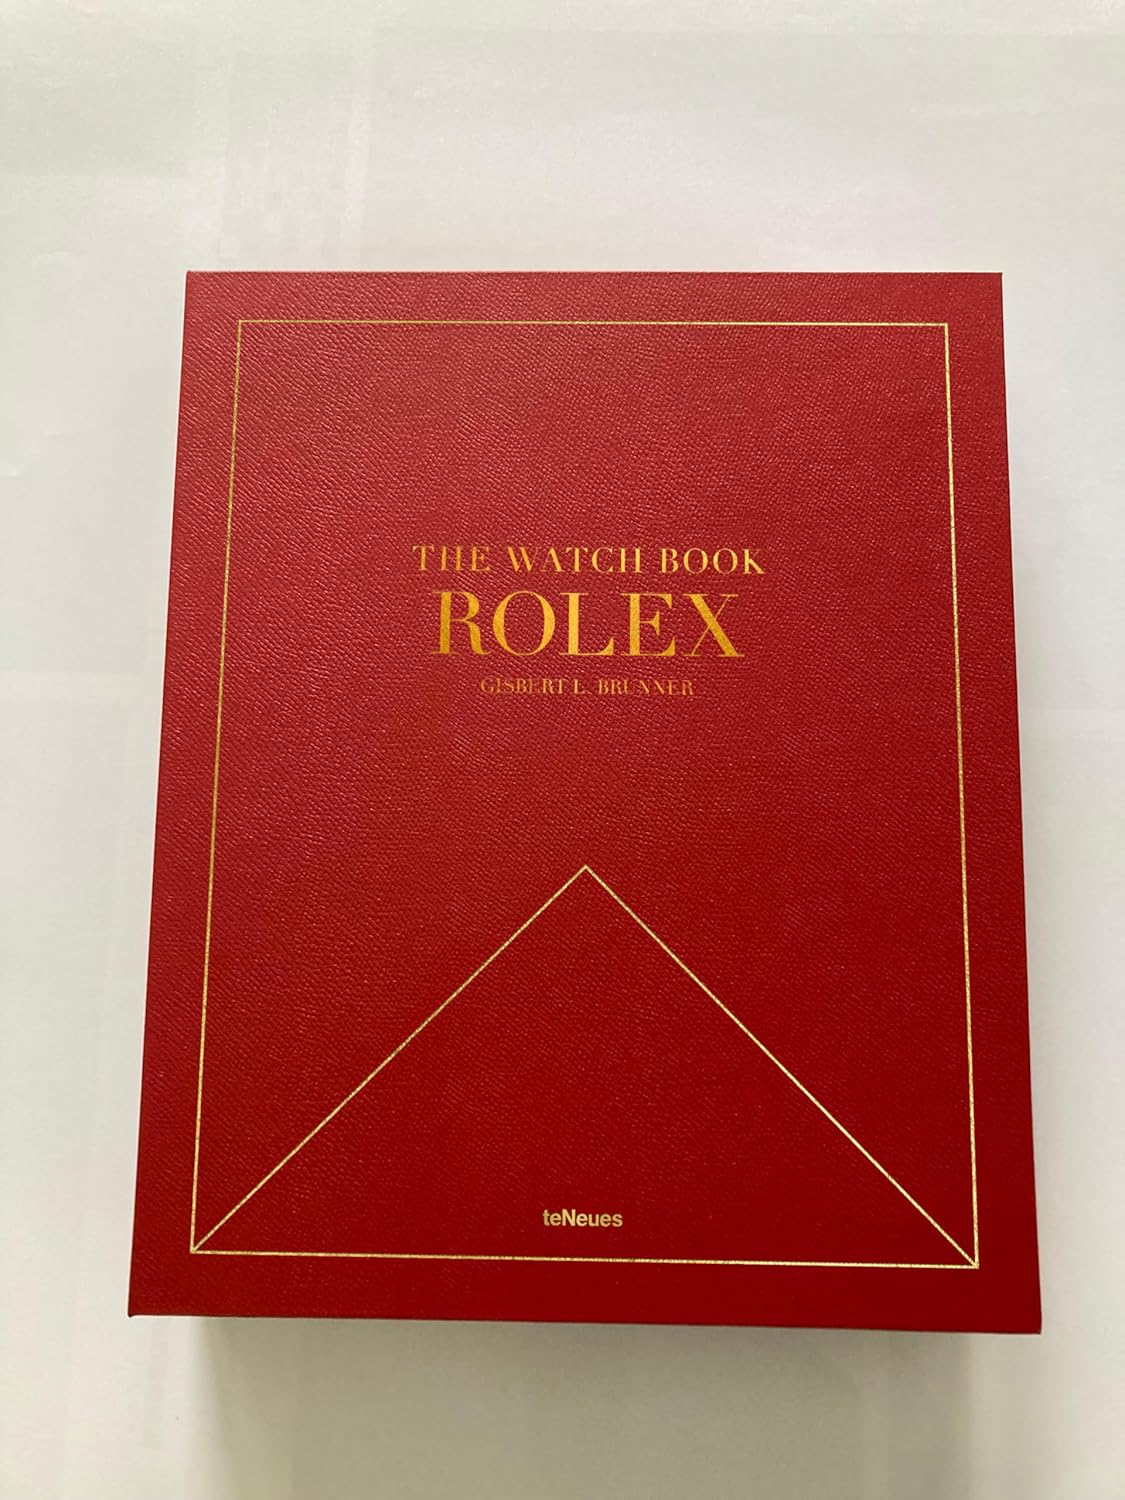 THE WATCH BOOK
ROLEX
GISBERT L. BRUNNER
teNeues